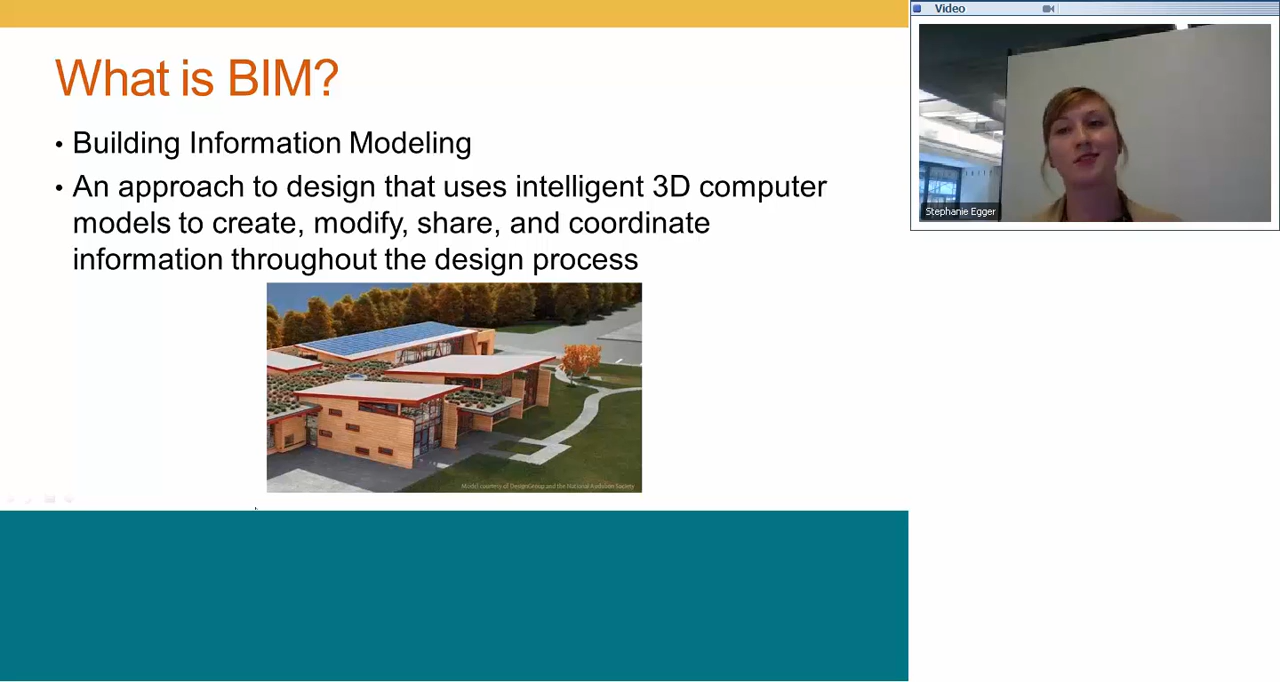 What is BIM?
• Building Information Modeling
• An approach to design that uses intelligent 3D computer
models to create, modify, share, and coordinate
information throughout the design process
Model courtesy of DesignGroup and the National Audubon Society
Video
Stephanie Egger